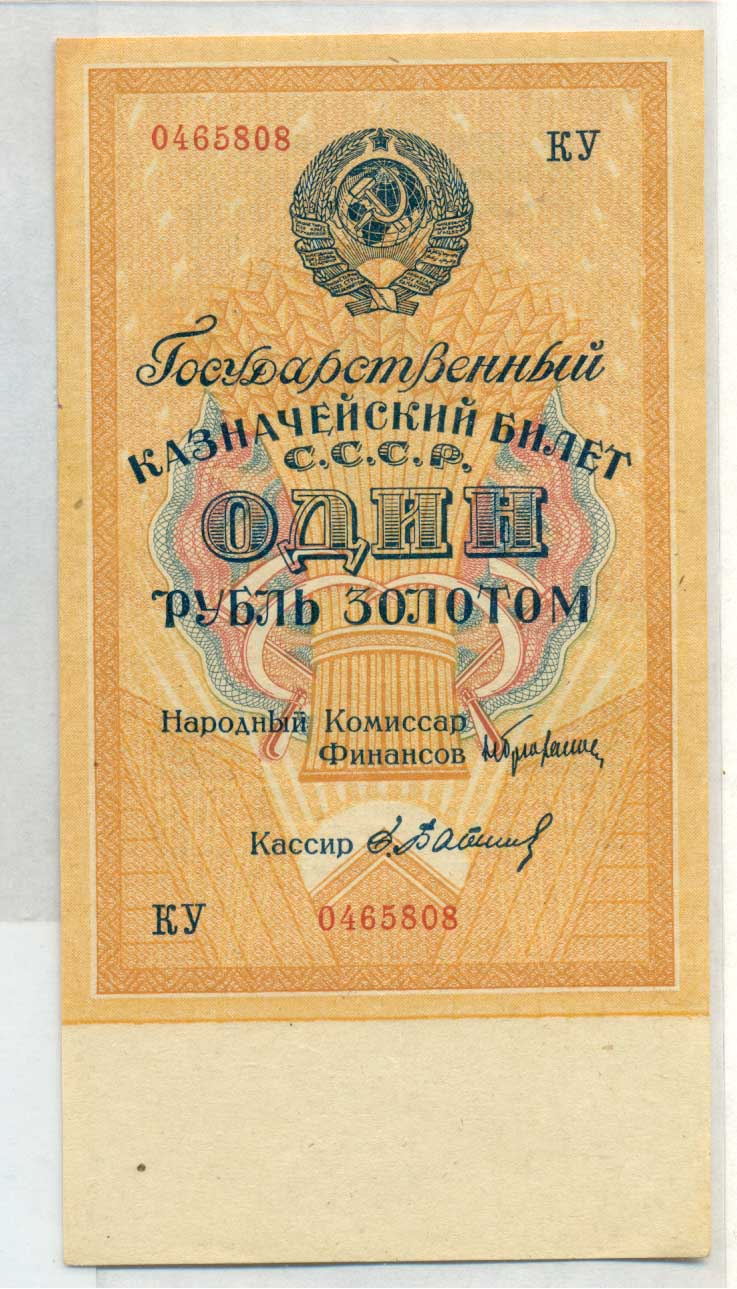 0465808 КУ
Государственный
КАЗНАЧЕЙСКИЙ БИЛЕТ
С.С.С.Р.
ОДИН
РУБЛЬ ЗОЛОТОМ
Народный Комиссар
Финансов
Кассир
КУ 0465808